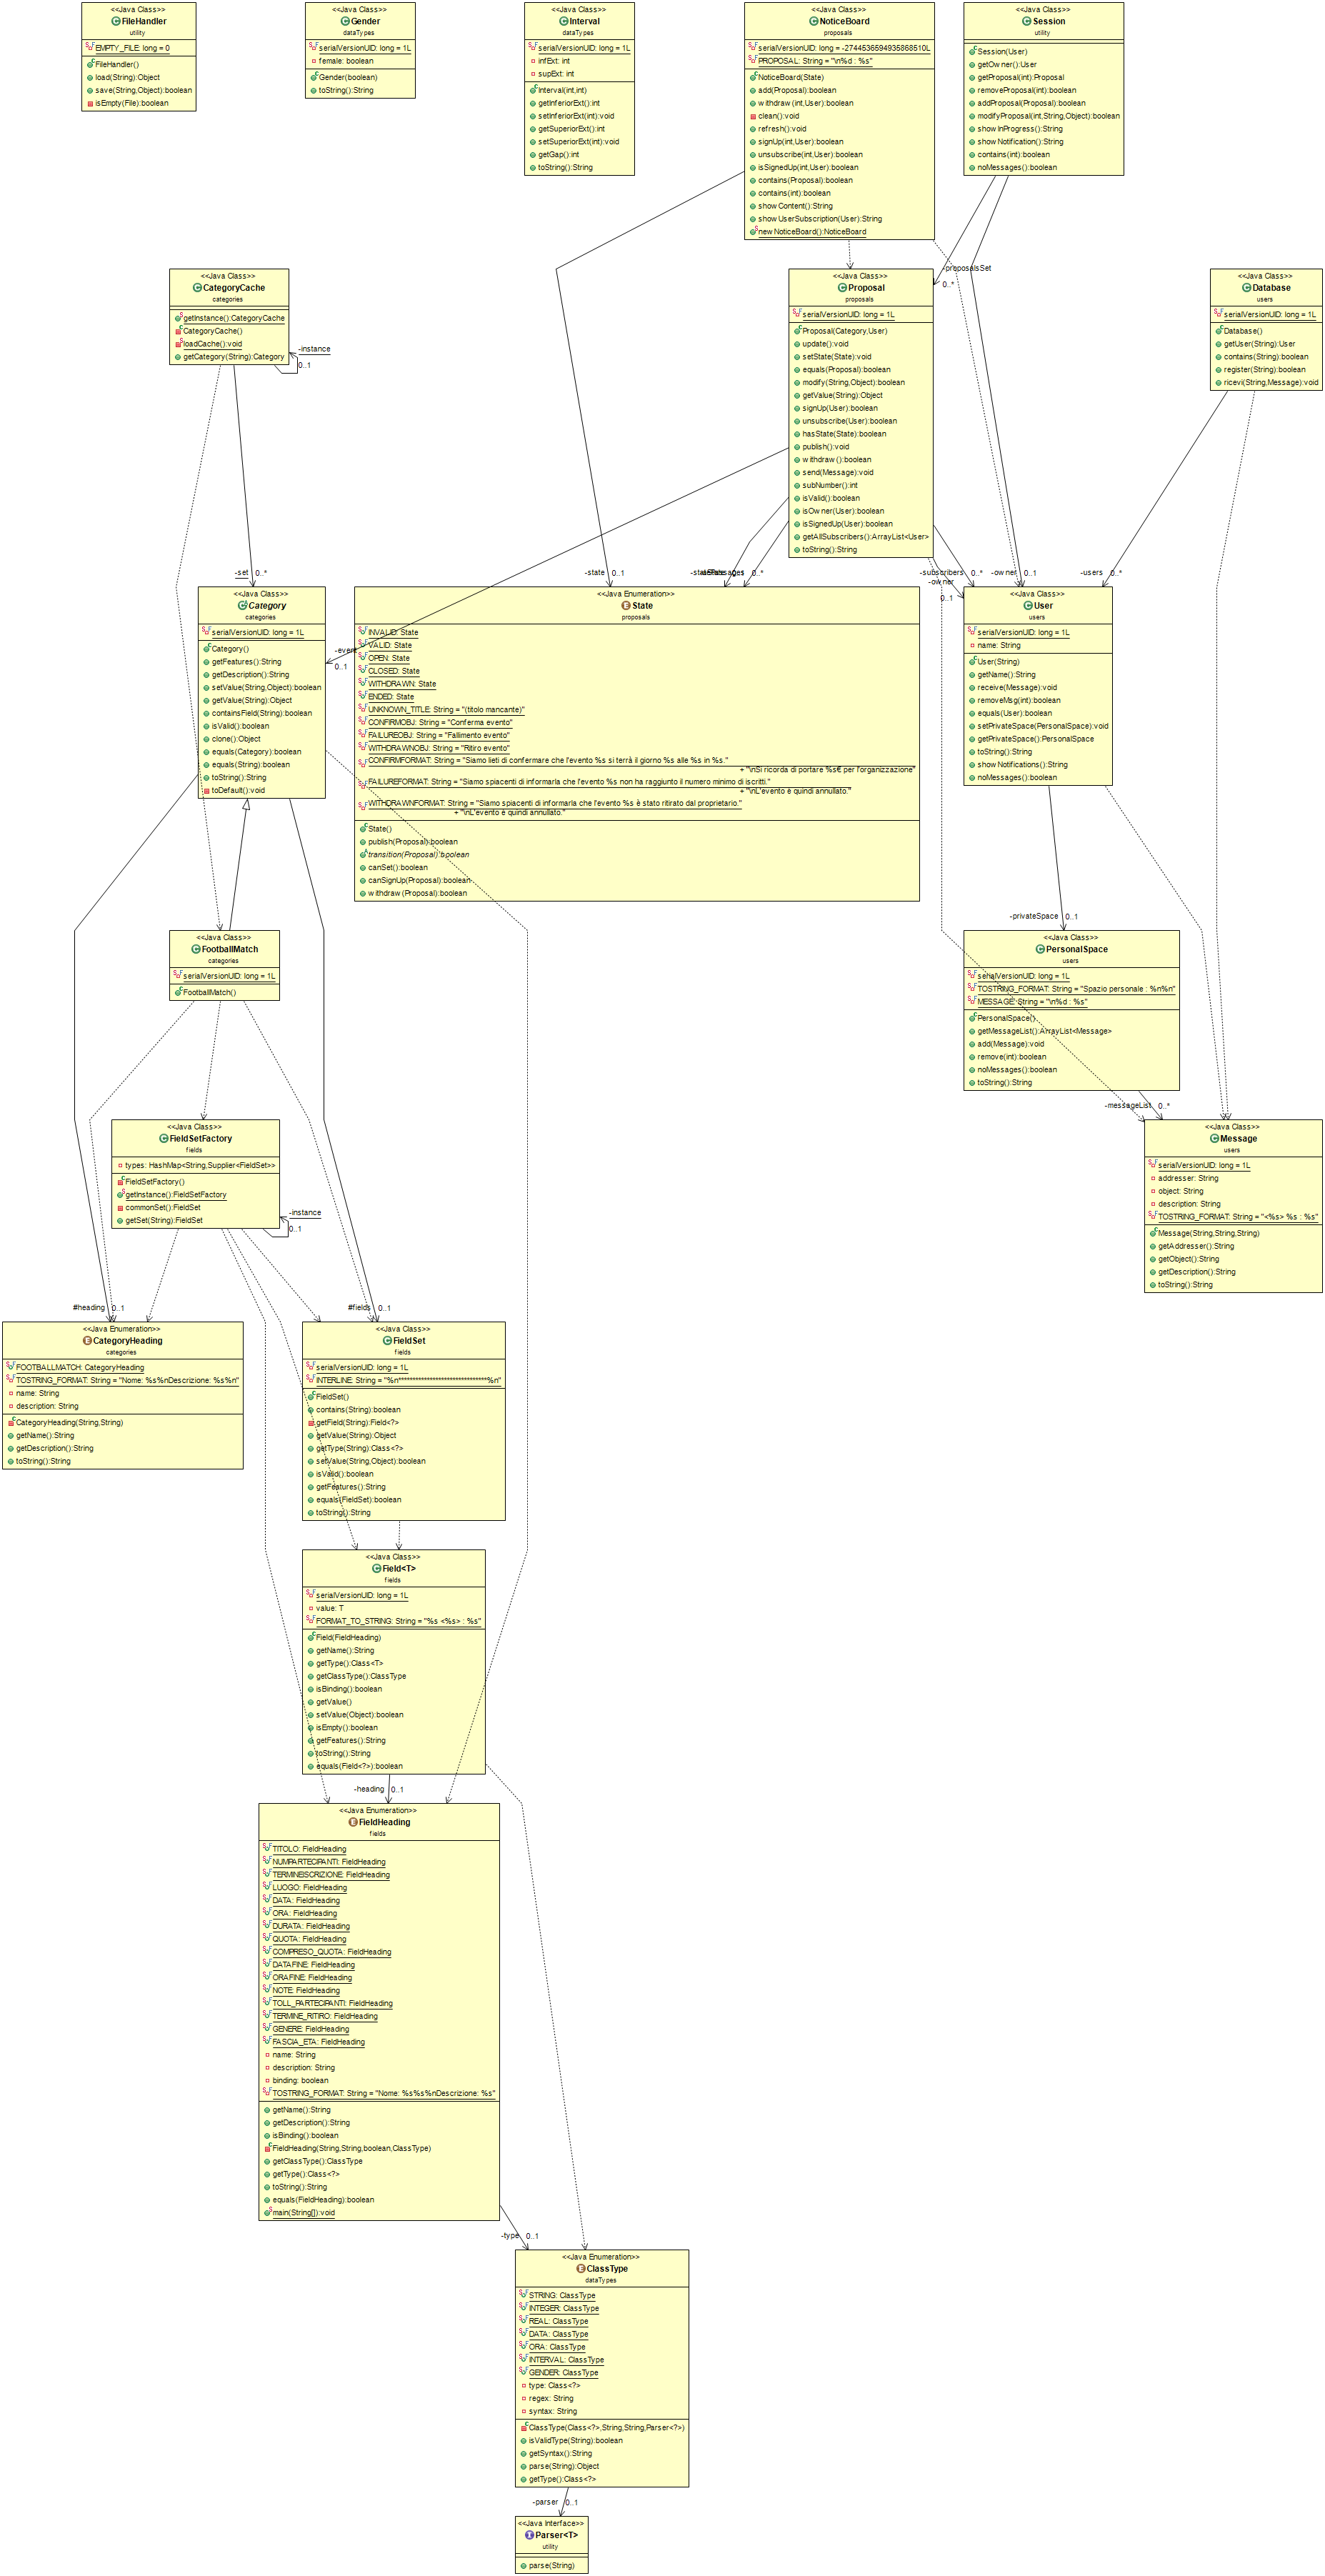 <<Java Class>>
FileHandler
utility
EMPTY_FILE: long = 0
FileHandler()
load(String):Object
save(String,Object):boolean
isEmpty(File):boolean
<<Java Class>>
Gender
dataTypes
serialVersionUID: long = 1L
female: boolean
Gender(boolean)
toString():String
<<Java Class>>
Interval
dataTypes
serialVersionUID: long = 1L
infExt: int
supExt: int
Interval(int,int)
getInferiorExt():int
setInferiorExt(int):void
getSuperiorExt():int
setSuperiorExt(int):void
getGap():int
toString():String
<<Java Class>>
NoticeBoard
proposals
serialVersionUID: long = -2744536594935868510L
PROPOSAL: String = "\n%d : %s"
NoticeBoard(State)
add(Proposal):boolean
withdraw(int,User):boolean
clean():void
refresh():void
signUp(int,User):boolean
unsubscribe(int,User):boolean
isSignedUp(int,User):boolean
contains(Proposal):boolean
contains(int):boolean
showContent():String
showUserSubscription(User):String
newNoticeBoard():NoticeBoard
<<Java Class>>
Session
utility
Session(User)
getOwner():User
getProposal(int):Proposal
removeProposal(int):boolean
addProposal(Proposal):boolean
modifyProposal(int,String,Object):boolean
showInProgress():String
showNotification():String
contains(int):boolean
noMessages():boolean
<<Java Class>>
CategoryCache
categories
getInstance():CategoryCache
CategoryCache()
loadCache():void
getCategory(String):Category
-instance
0..1
<<Java Class>>
Proposal
proposals
serialVersionUID: long = 1L
Proposal(Category,User)
update():void
setState(State):void
equals(Proposal):boolean
modify(String,Object):boolean
getValue(String):Object
signUp(User):boolean
unsubscribe(User):boolean
hasState(State):boolean
publish():void
withdraw():boolean
send(Message):void
subNumber():int
isValid():boolean
isOwner(User):boolean
isSignedUp(User):boolean
getAllSubscribers():ArrayList<User>
toString():String
-proposalsSet
0..*
<<Java Class>>
Database
users
serialVersionUID: long = 1L
Database()
getUser(String):User
contains(String):boolean
register(String):boolean
ricevi(String,Message):void
-set 0..*
-state 0..1
0..*
-subscribers 0..*
-owner
0..1
-owner 0..1
-users 0..*
<<Java Class>>
Category
categories
serialVersionUID: long = 1L
Category()
getFeatures():String
getDescription():String
setValue(String,Object):boolean
getValue(String):Object
containsField(String):boolean
isValid():boolean
clone():Object
equals(Category):boolean
equals(String):boolean
toString():String
toDefault():void
-event
0..1
<<Java Enumeration>>
State
proposals
INVALID: State
VALID: State
OPEN: State
CLOSED: State
WITHDRAWN: State
ENDED: State
UNKNOWN_TITLE: String = "(titolo mancante)"
CONFIRMOBJ: String = "Conferma evento"
FAILUREOBJ: String = "Fallimento evento"
WITHDRAWNOBJ: String = "Ritiro evento"
CONFIRMFORMAT: String = "Siamo lieti di confermare che l'evento %s si terrà il giorno %s alle %s in %s."
+ "\nSi ricorda di portare %s€ per l'organizzazione"
FAILUREFORMAT: String = "Siamo spiacenti di informarla che l'evento %s non ha raggiunto il numero minimo di iscritti."
+ "\nL'evento è quindi annullato."
WITHDRAWNFORMAT: String = "Siamo spiacenti di informarla che l'evento %s è stato ritirato dal proprietario."
+ "\nL'evento è quindi annullato."
State()
publish(Proposal):boolean
transition(Proposal):boolean
canSet():boolean
canSignUp(Proposal):boolean
withdraw(Proposal):boolean
<<Java Class>>
User
users
serialVersionUID: long = 1L
name: String
User(String)
getName():String
receive(Message):void
removeMsg(int):boolean
equals(User):boolean
setPrivateSpace(PersonalSpace):void
getPrivateSpace():PersonalSpace
toString():String
showNotifications():String
noMessages():boolean
-privateSpace 0..1
<<Java Class>>
FootballMatch
categories
serialVersionUID: long = 1L
FootballMatch()
<<Java Class>>
PersonalSpace
users
serialVersionUID: long = 1L
TOSTRING_FORMAT: String = "Spazio personale : %n%n"
MESSAGE: String = "\n%d : %s"
PersonalSpace()
getMessageList():ArrayList<Message>
add(Message):void
remove(int):boolean
noMessages():boolean
toString():String
-messageList 0..*
<<Java Class>>
FieldSetFactory
fields
types: HashMap<String,Supplier<FieldSet>>
FieldSetFactory()
getInstance():FieldSetFactory
commonSet():FieldSet
getSet(String):FieldSet
-instance
0..1
<<Java Class>>
Message
users
serialVersionUID: long = 1L
addresser: String
object: String
description: String
TOSTRING_FORMAT: String = "<%s> %s : %s"
Message(String,String,String)
getAddresser():String
getObject():String
getDescription():String
toString():String
#heading 0..1
#fields 0..1
<<Java Enumeration>>
CategoryHeading
categories
FOOTBALLMATCH: CategoryHeading
TOSTRING_FORMAT: String = "Nome: %s%nDescrizione: %s%n"
name: String
description: String
CategoryHeading(String,String)
getName():String
getDescription():String
toString():String
<<Java Class>>
FieldSet
fields
serialVersionUID: long = 1L
FieldSet()
contains(String):boolean
getField(String):Field<?>
getValue(String):Object
getType(String):Class<?>
setValue(String,Object):boolean
isValid():boolean
getFeatures():String
equals(FieldSet):boolean
toString():String
<<Java Class>>
Field<T>
fields
serialVersionUID: long = 1L
value: T
FORMAT_TO_STRING: String = "%s <%s> : %s"
Field(FieldHeading)
getName():String
getType():Class<T>
getClassType():ClassType
isBinding():boolean
getValue()
setValue(Object):boolean
isEmpty():boolean
getFeatures():String
toString():String
equals(Field<?>):boolean
-heading 0..1
<<Java Enumeration>>
FieldHeading
fields
TITOLO: FieldHeading
NUMPARTECIPANTI: FieldHeading
TERMINEISCRIZIONE: FieldHeading
LUOGO: FieldHeading
DATA: FieldHeading
ORA: FieldHeading
DURATA: FieldHeading
QUOTA: FieldHeading
COMPRESO_QUOTA: FieldHeading
DATAFINE: FieldHeading
ORAFINE: FieldHeading
NOTE: FieldHeading
TOLL_PARTECIPANTI: FieldHeading
TERMINE_RITIRO: FieldHeading
GENERE: FieldHeading
FASCIA_ETA: FieldHeading
name: String
description: String
binding: boolean
TOSTRING_FORMAT: String = "Nome: %s%s%nDescrizione: %s"
getName():String
getDescription():String
isBinding():boolean
FieldHeading(String,String,boolean,ClassType)
getClassType():ClassType
getType():Class<?>
toString():String
equals(FieldHeading):boolean
main(String[]):void
-type 0..1
<<Java Enumeration>>
ClassType
dataTypes
STRING: ClassType
INTEGER: ClassType
REAL: ClassType
DATA: ClassType
ORA: ClassType
INTERVAL: ClassType
GENDER: ClassType
type: Class<?>
regex: String
syntax: String
ClassType(Class<?>,String,String,Parser<?>)
isValidType(String):boolean
getSyntax():String
parse(String):Object
getType():Class<?>
-parser 0..1
<<Java Interface>>
Parser<T>
utility
parse(String)